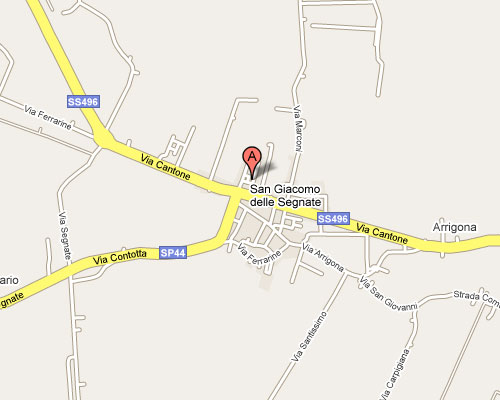 SS496
Via Ferrarine
Via Marconi
Via Cantone
A
San Giacomo
delle Segnate
SS496
Via Cantone
Arrigona
Via Segnate
Via Contotta
SP44
Via Ferrarine
Via Arrigona
ario
gnate
Via San Giovanni
Strada Com
Via Santissimo
Via Carpigiana